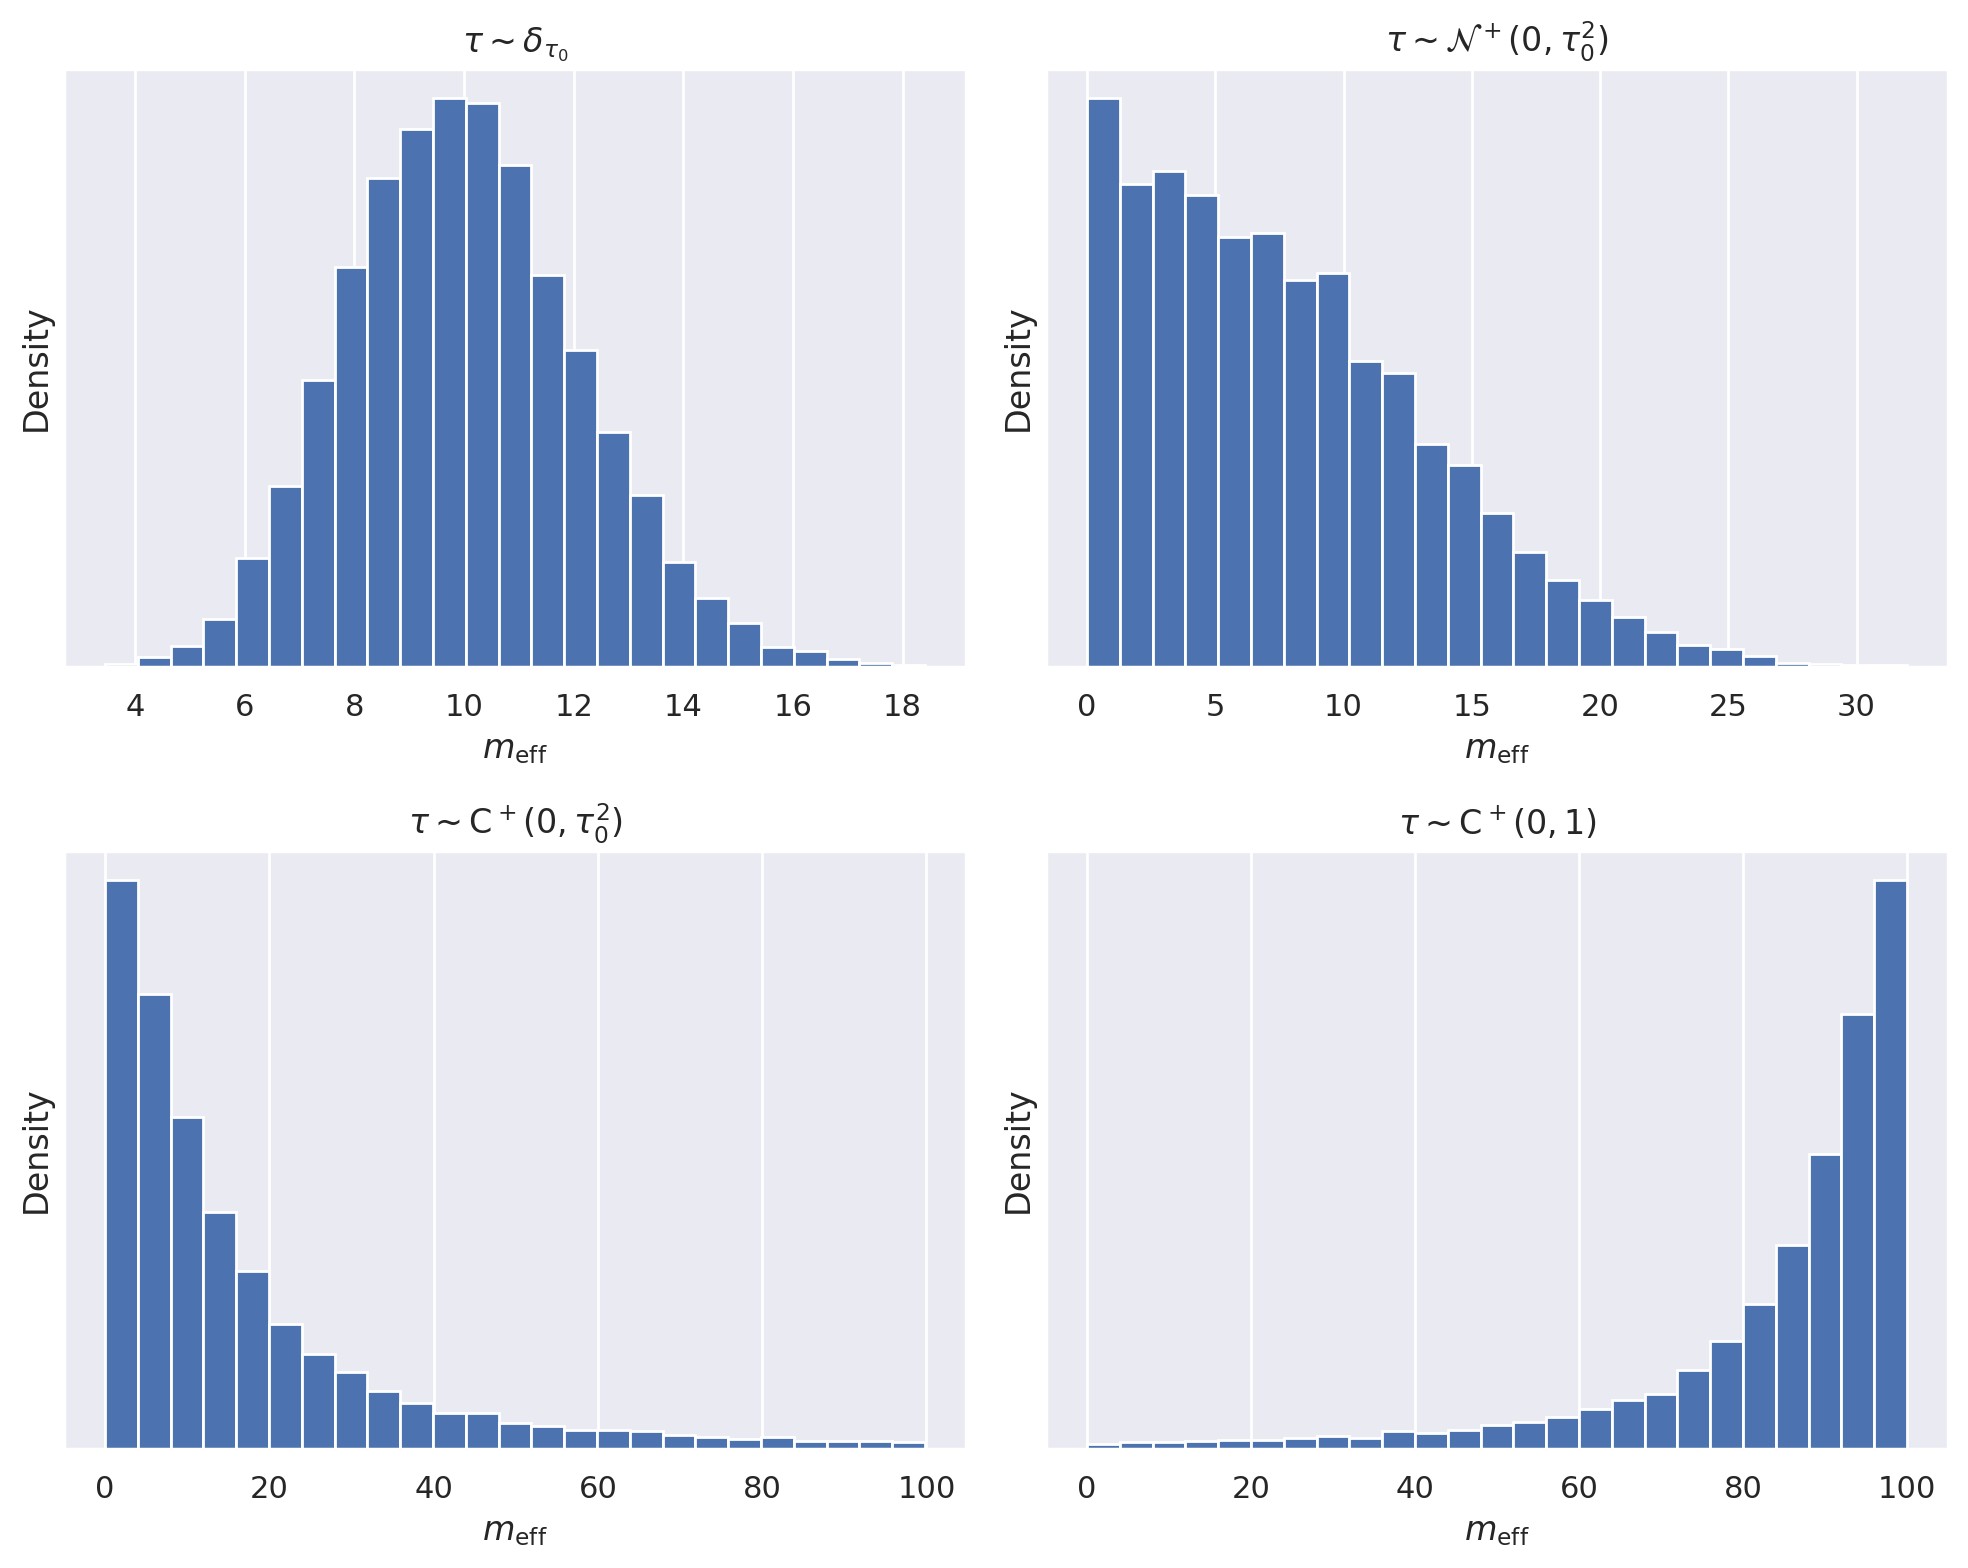 τ ~ δ_{τ_0}
Density
4 6 8 10 12 14 16 18
m_eff
τ ~ 𝒩⁺(0, τ₀²)
Density
0 5 10 15 20 25 30
m_eff
τ ~ C⁺(0, τ₀²)
Density
0 20 40 60 80 100
m_eff
τ ~ C⁺(0, 1)
Density
0 20 40 60 80 100
m_eff